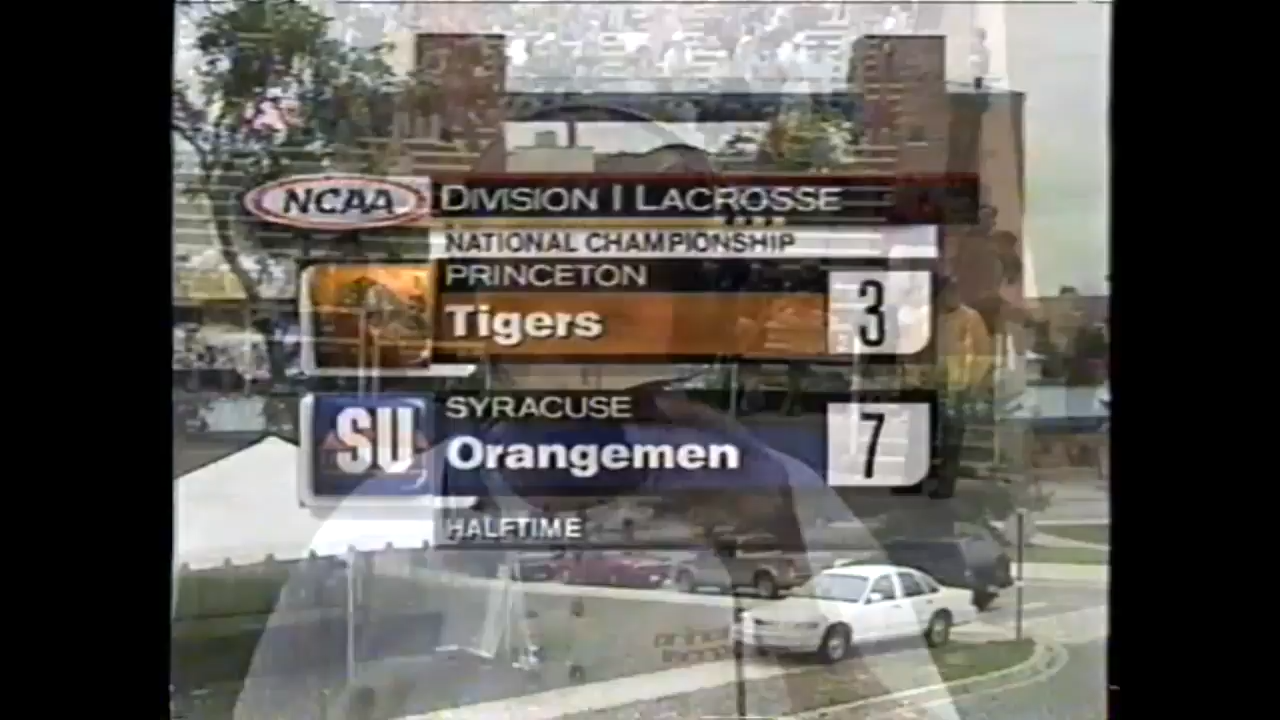 NCAA DIVISION I LACROSSE
NATIONAL CHAMPIONSHIP
PRINCETON
Tigers 3
SYRACUSE
SU Orangemen 7
HALFTIME